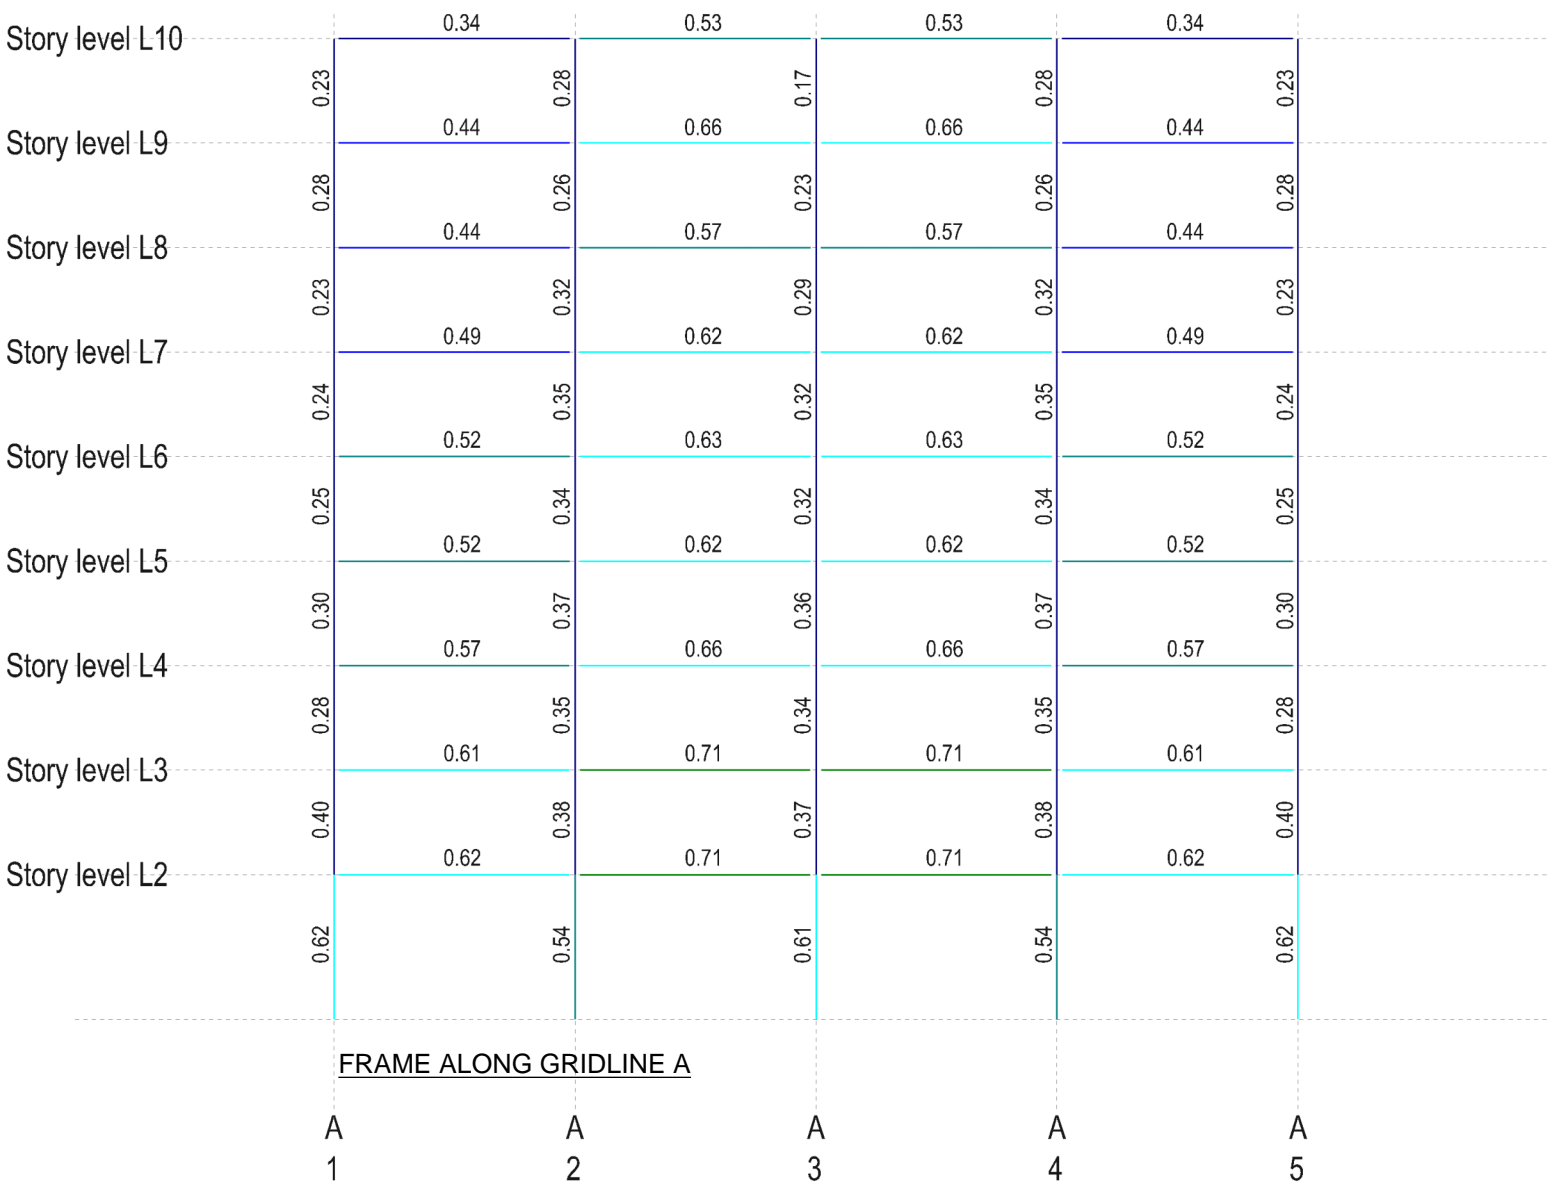 0.34 0.53 0.53 0.34
Story level L10
0.23 0.28 0.17 0.28 0.23
0.44 0.66 0.66 0.44
Story level L9
0.28 0.26 0.23 0.26 0.28
0.44 0.57 0.57 0.44
Story level L8
0.23 0.32 0.29 0.32 0.23
0.49 0.62 0.62 0.49
Story level L7
0.24 0.35 0.32 0.35 0.24
0.52 0.63 0.63 0.52
Story level L6
0.25 0.34 0.32 0.34 0.25
0.52 0.62 0.62 0.52
Story level L5
0.30 0.37 0.36 0.37 0.30
0.57 0.66 0.66 0.57
Story level L4
0.28 0.35 0.34 0.35 0.28
0.61 0.71 0.71 0.61
Story level L3
0.40 0.38 0.37 0.38 0.40
0.62 0.71 0.71 0.62
Story level L2
0.62 0.54 0.61 0.54 0.62
FRAME ALONG GRIDLINE A
A A A A A
1 2 3 4 5